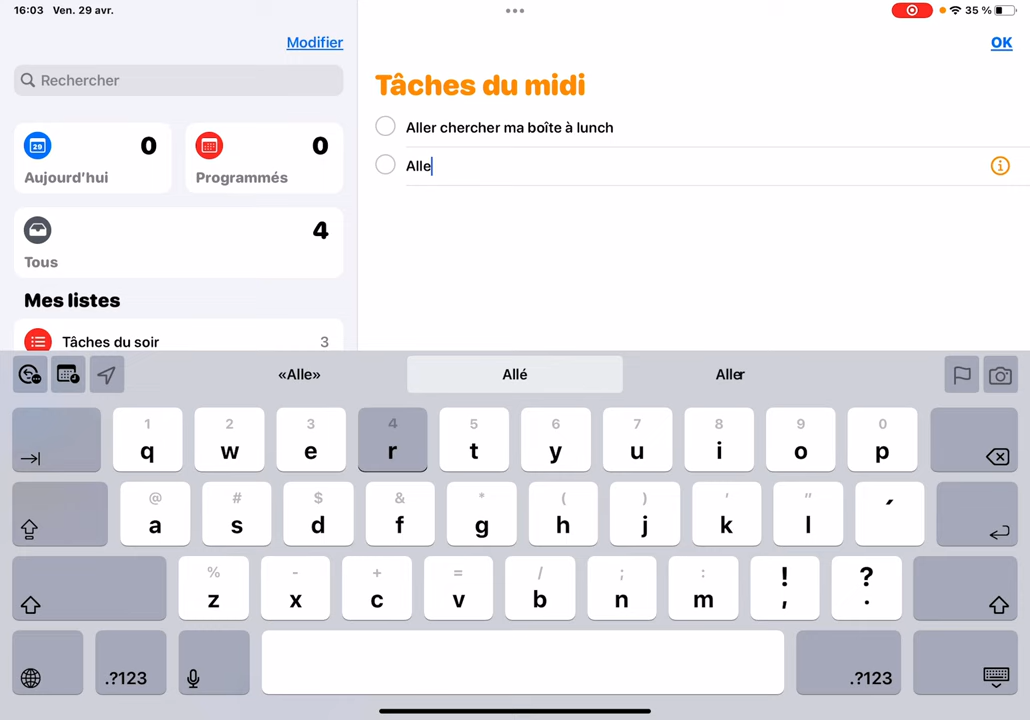 16:03 Ven. 29 avr.
35 %
Modifier
OK
Rechercher
Tâches du midi
29
0
0
Aujourd'hui
Programmés
Aller chercher ma boîte à lunch
Alle
4
Tous
Mes listes
Tâches du soir
3
«Alle»
Allé
Aller
1 2 3 4 5 6 7 8 9 0
q w e r t y u i o p
@ # $ & * ( ) ' "
a s d f g h j k l ´
% - + = / ; : ! ?
z x c v b n m , .
.?123
.?123